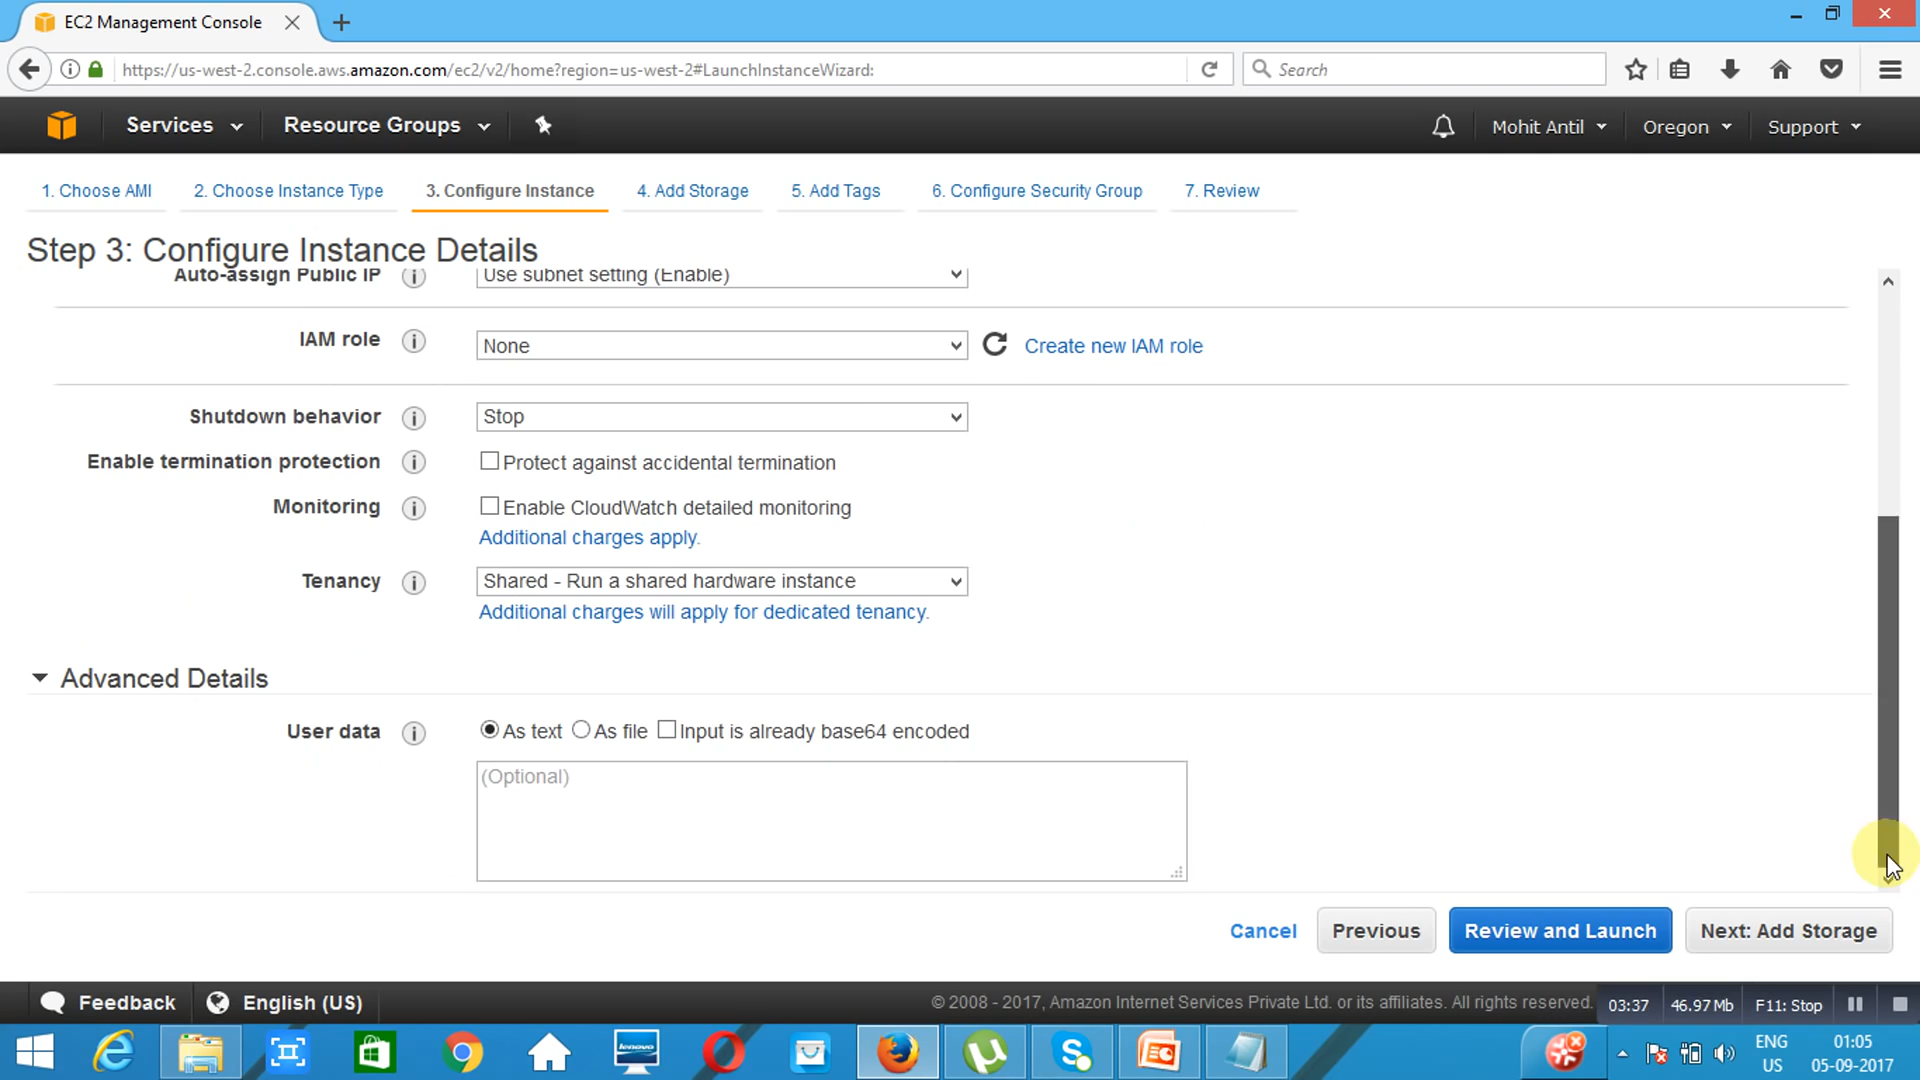 EC2 Management Console
https://us-west-2.console.aws.amazon.com/ec2/v2/home?region=us-west-2#LaunchInstanceWizard:
Search
Services
Resource Groups
Mohit Antil
Oregon
Support
1. Choose AMI
2. Choose Instance Type
3. Configure Instance
4. Add Storage
5. Add Tags
6. Configure Security Group
7. Review
Step 3: Configure Instance Details
Auto-assign Public IP
Use subnet setting (Enable)
IAM role
None
Create new IAM role
Shutdown behavior
Stop
Enable termination protection
Protect against accidental termination
Monitoring
Enable CloudWatch detailed monitoring
Additional charges apply.
Tenancy
Shared - Run a shared hardware instance
Additional charges will apply for dedicated tenancy.
Advanced Details
User data
As text
As file
Input is already base64 encoded
(Optional)
Cancel
Previous
Review and Launch
Next: Add Storage
Feedback
English (US)
© 2008 - 2017, Amazon Internet Services Private Ltd. or its affiliates. All rights reserved.
03:37
46.97 Mb
F11: Stop
lenovo
ENG
US
01:05
05-09-2017